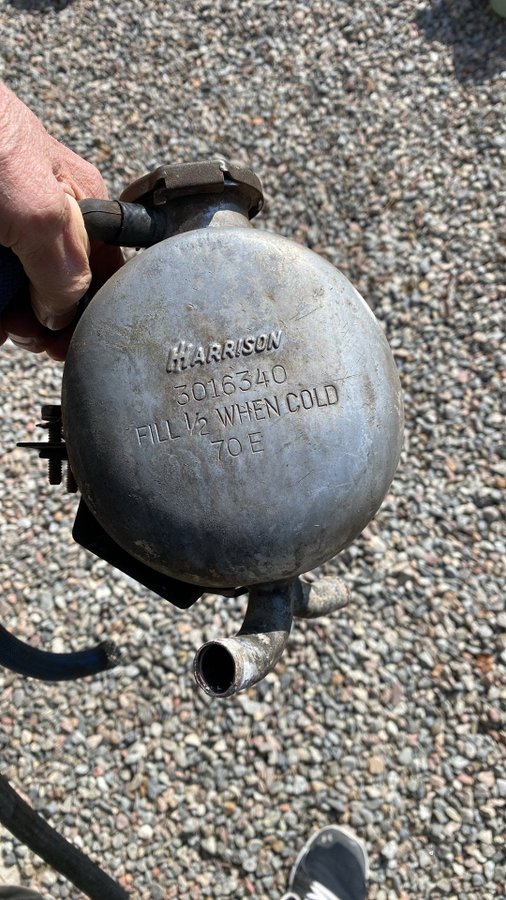 HARRISON
3016340
FILL 1/2 WHEN COLD
70 E